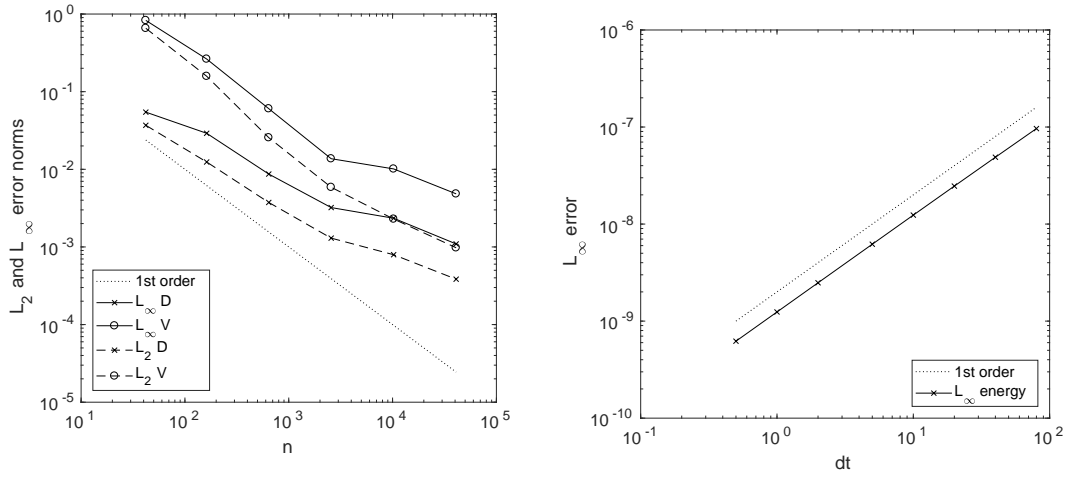 10^0
10^-1
10^-2
10^-3
10^-4
10^-5
L_2 and L_∞ error norms
1st order
L_∞ D
L_∞ V
L_2 D
L_2 V
10^1
10^2
10^3
10^4
10^5
n
10^-6
10^-7
10^-8
10^-9
10^-10
L_∞ error
1st order
L_∞ energy
10^-1
10^0
10^1
10^2
dt